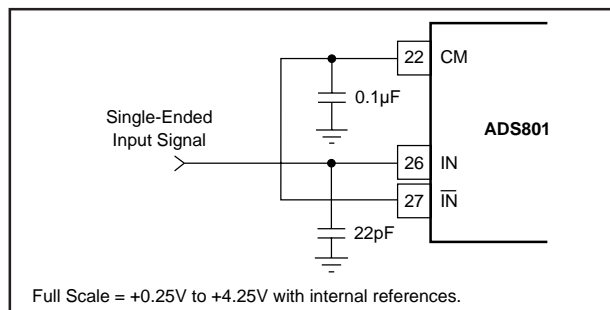 22 CM
0.1µF
Single-Ended
Input Signal
ADS801
26 IN
27 I̅N̅
22pF
Full Scale = +0.25V to +4.25V with internal references.